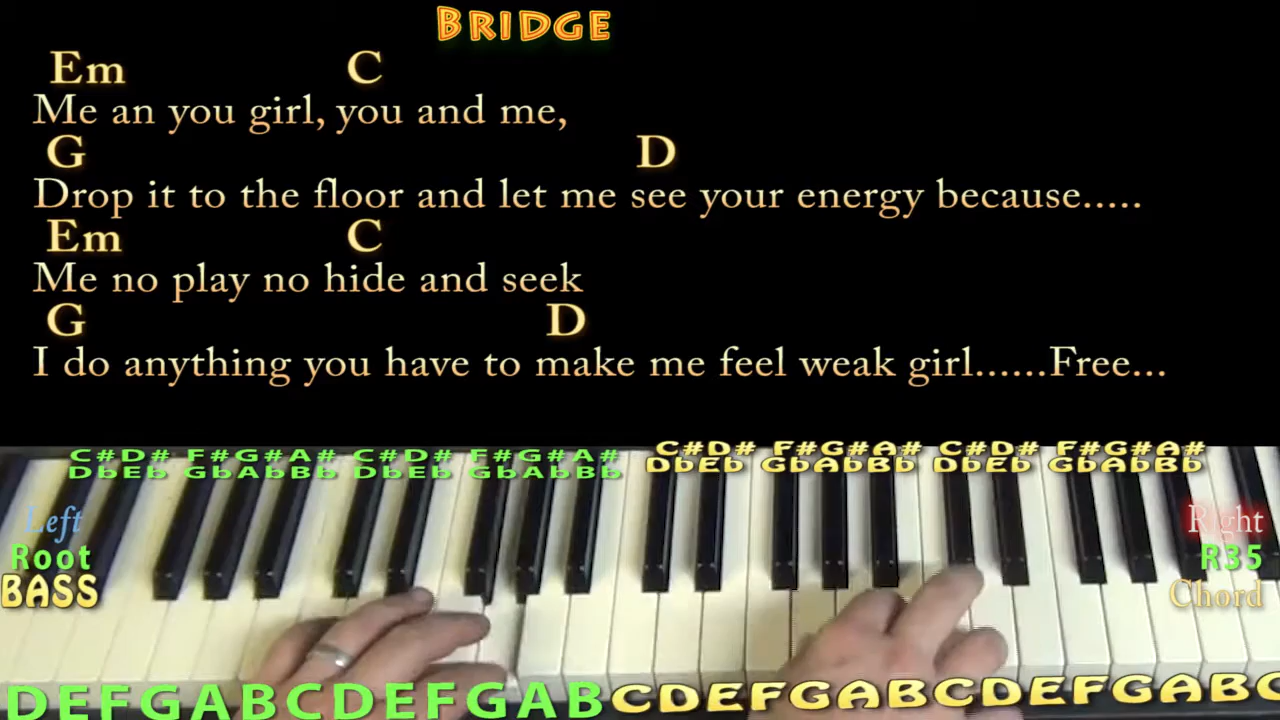 BRIDGE
Em C
Me an you girl, you and me,
G D
Drop it to the floor and let me see your energy because.....
Em C
Me no play no hide and seek
G D
I do anything you have to make me feel weak girl......Free...
C#D# F#G#A# C#D# F#G#A# C#D# F#G#A# C#D# F#G#A#
DbEb GbAbBb DbEb GbAbBb DbEb GbAbBb DbEb GbAbBb
Left Right
Root R35
BASS Chord
DEFGABCDEFGABCDEFGABCDEFGABC